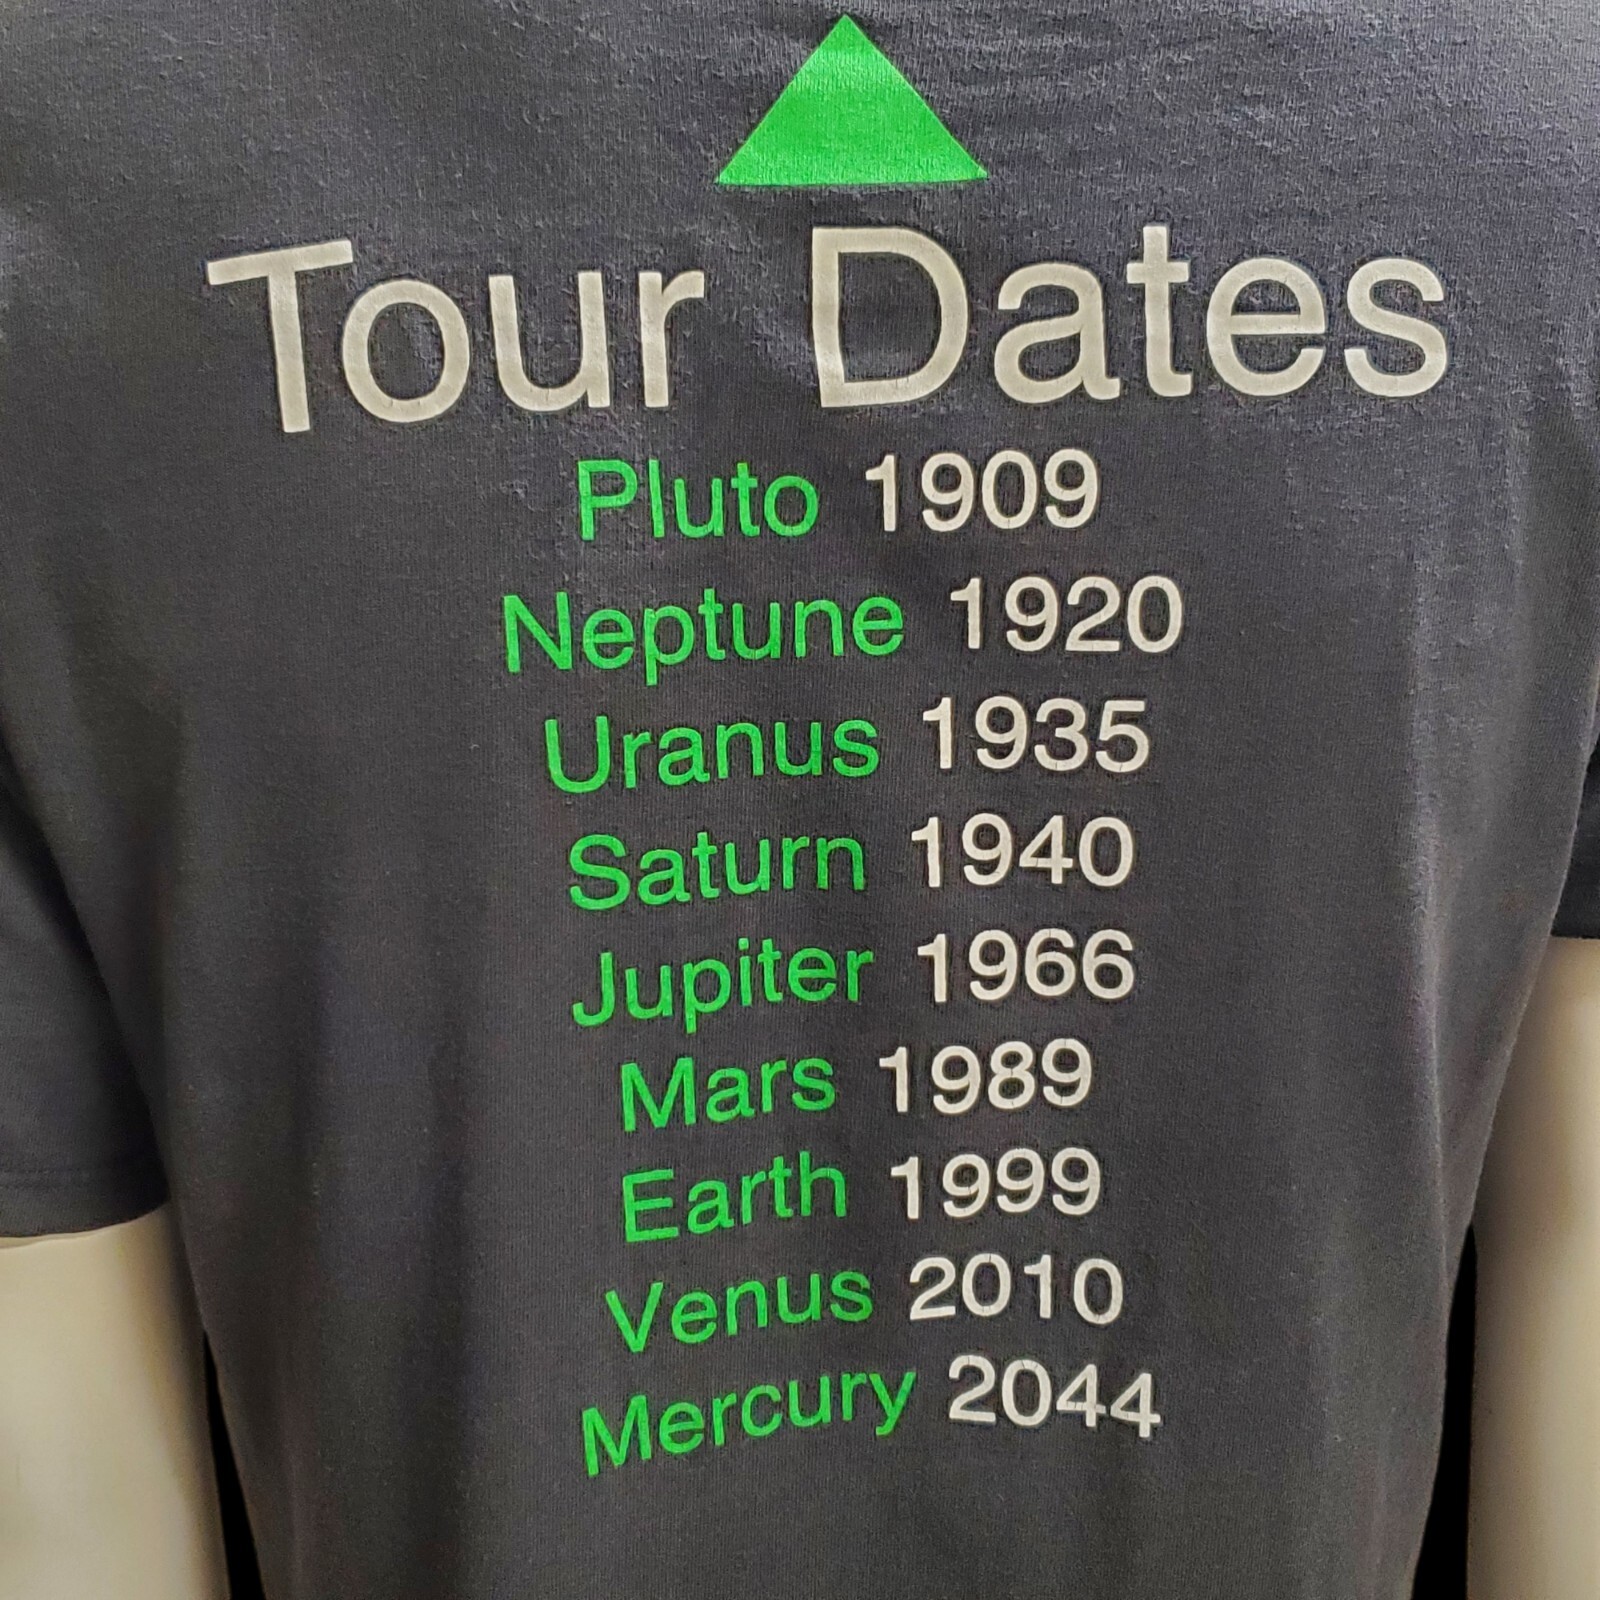 Tour Dates
Pluto 1909
Neptune 1920
Uranus 1935
Saturn 1940
Jupiter 1966
Mars 1989
Earth 1999
Venus 2010
Mercury 2044